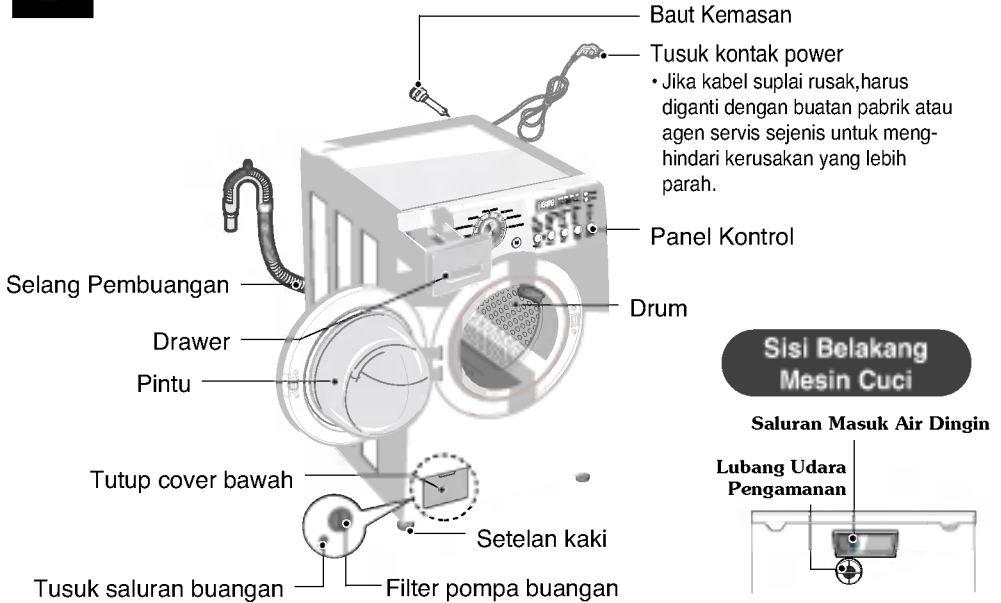 Baut Kemasan
Tusuk kontak power
• Jika kabel suplai rusak,harus
diganti dengan buatan pabrik atau
agen servis sejenis untuk meng-
hindari kerusakan yang lebih
parah.
Panel Kontrol
Selang Pembuangan
Drum
Drawer
Pintu
Sisi Belakang
Mesin Cuci
Saluran Masuk Air Dingin
Lubang Udara
Pengamanan
Tutup cover bawah
Setelan kaki
Tusuk saluran buangan
Filter pompa buangan